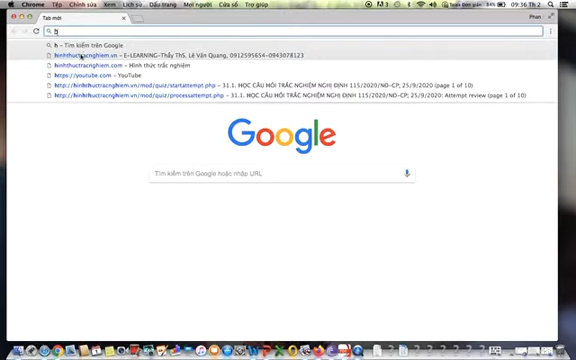 Chrome Tệp Chỉnh sửa Xem Lịch sử Dấu trang Mọi người Cửa sổ Trợ giúp 09:36 Th 2
Tab mới
Phan
h
h – Tìm kiếm trên Google
hinhthuctracnghiem.vn – E-LEARNING-Thầy ThS. Lê Văn Quang, 0912595654-0943078123
hinhthuctracnghiem.com – Hình thức trắc nghiệm
https://youtube.com – YouTube
http://hinhthuctracnghiem.vn/mod/quiz/startattempt.php – 31.1. HỌC CÂU HỎI TRẮC NGHIỆM NGHỊ ĐỊNH 115/2020/NĐ-CP; 25/9/2020 (page 1 of 10)
http://hinhthuctracnghiem.vn/mod/quiz/processattempt.php – 31.1. HỌC CÂU HỎI TRẮC NGHIỆM NGHỊ ĐỊNH 115/2020/NĐ-CP; 25/9/2020: Attempt review (page 1 of 10)
Google
Tìm kiếm trên Google hoặc nhập URL